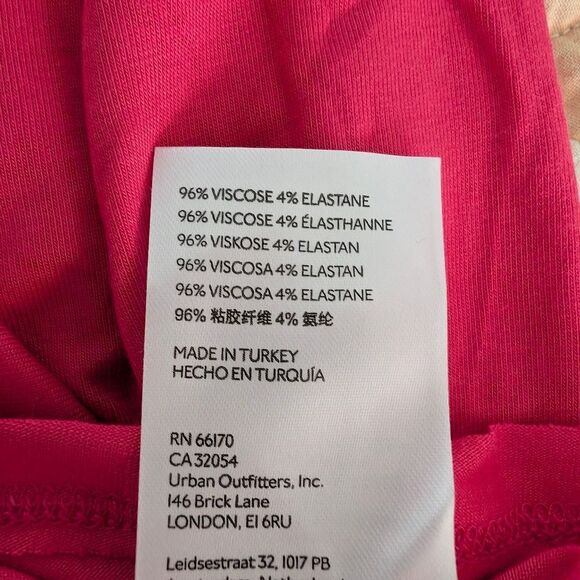 96% VISCOSE 4% ELASTANE
96% VISCOSE 4% ÉLASTHANNE
96% VISKOSE 4% ELASTAN
96% VISCOSA 4% ELASTAN
96% VISCOSA 4% ELASTANE
96% 粘胶纤维 4% 氨纶
MADE IN TURKEY
HECHO EN TURQUÍA
RN 66170
CA 32054
Urban Outfitters, Inc.
146 Brick Lane
LONDON, E1 6RU
Leidsestraat 32, 1017 PB